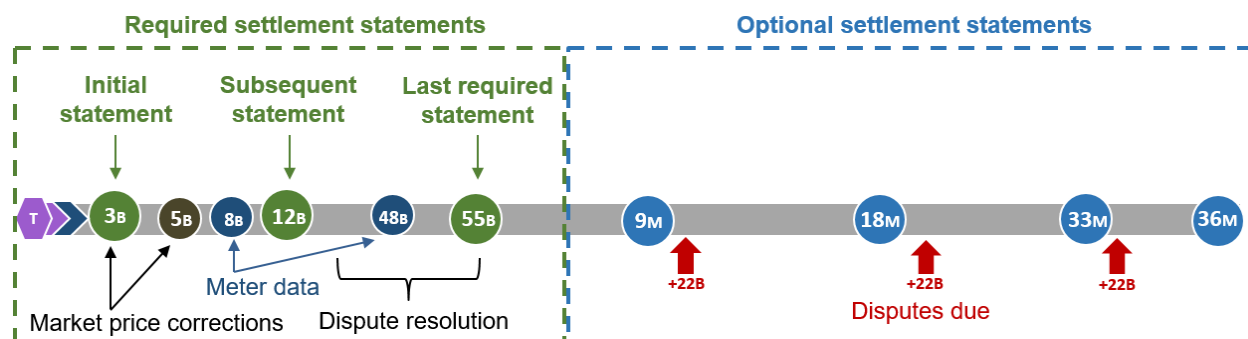 Required settlement statements
Optional settlement statements
Initial
statement
Subsequent
statement
Last required
statement
T
3B
5B
8B
12B
48B
55B
9M
18M
33M
36M
+22B
+22B
+22B
Meter data
Market price corrections
Dispute resolution
Disputes due